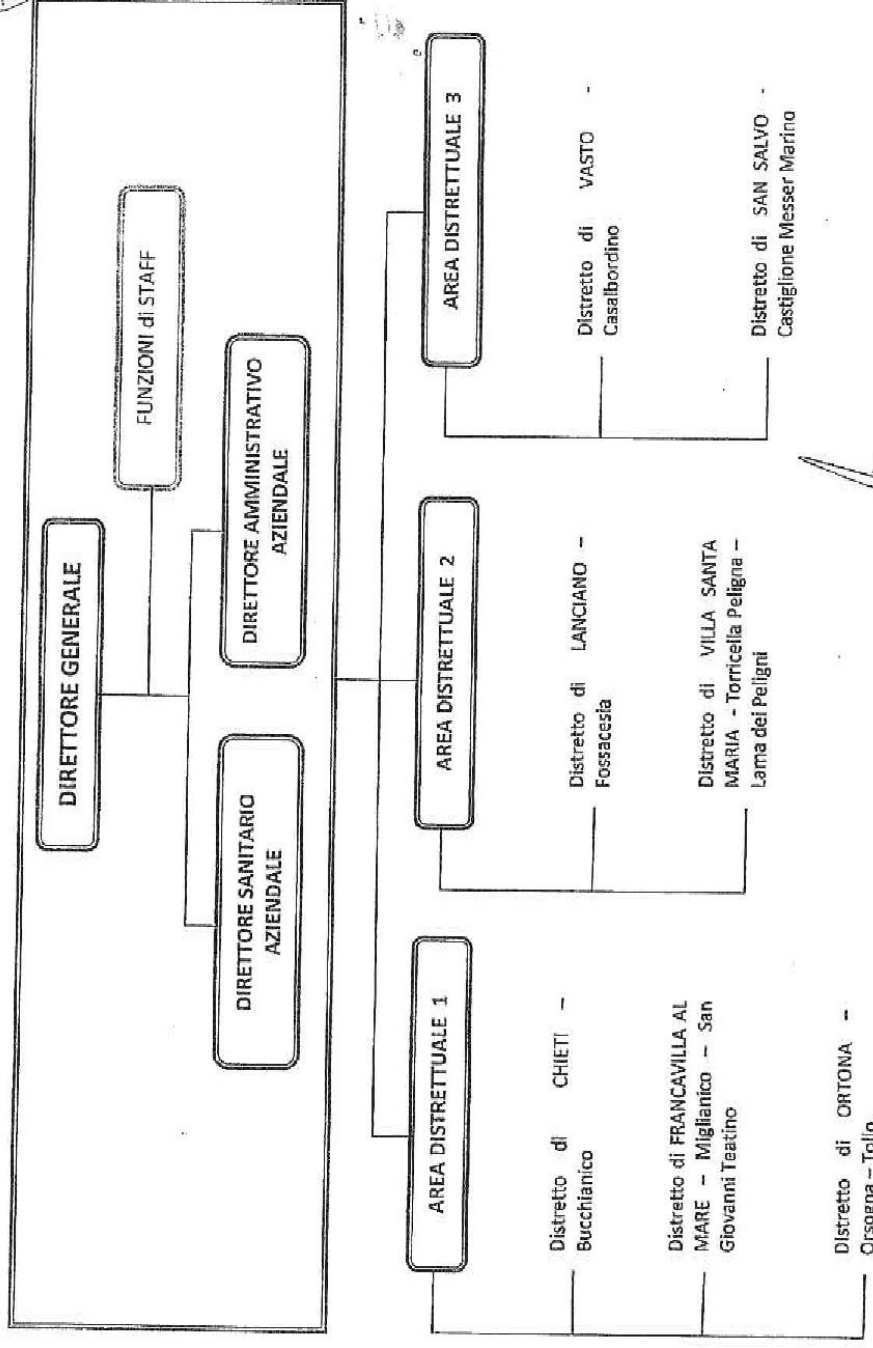 DIRETTORE GENERALE
FUNZIONI di STAFF
DIRETTORE SANITARIO
AZIENDALE
DIRETTORE AMMINISTRATIVO
AZIENDALE
AREA DISTRETTUALE 1
Distretto di CHIETI –
Bucchianico
Distretto di FRANCAVILLA AL
MARE – Miglianico – San
Giovanni Teatino
Distretto di ORTONA –
Orsogna – Tollo
AREA DISTRETTUALE 2
Distretto di LANCIANO –
Fossacesia
Distretto di VILLA SANTA
MARIA - Torricella Peligna –
Lama dei Peligni
AREA DISTRETTUALE 3
Distretto di VASTO -
Casalbordino
Distretto di SAN SALVO -
Castiglione Messer Marino